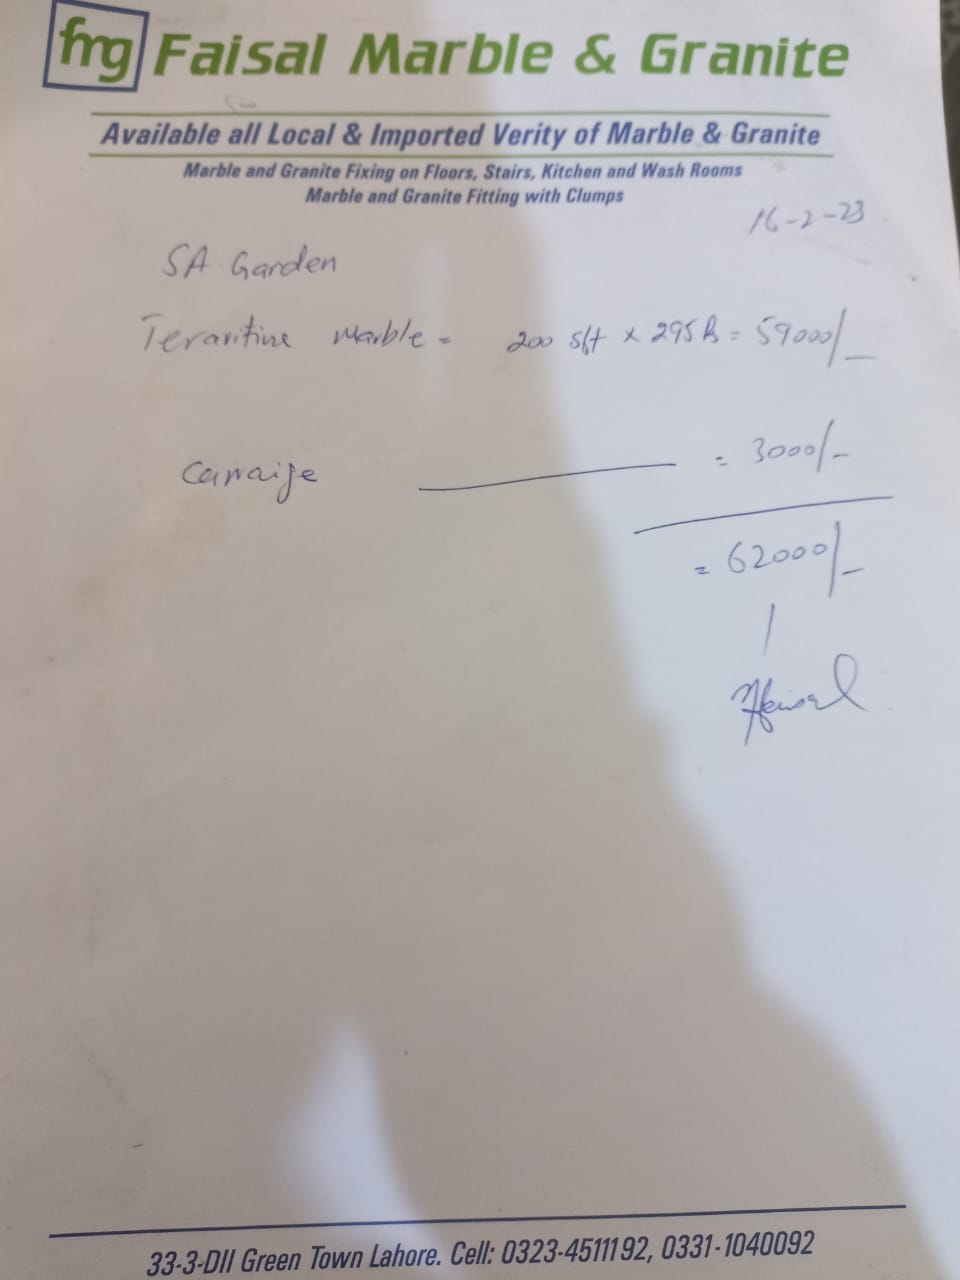 fmg Faisal Marble & Granite
Available all Local & Imported Verity of Marble & Granite
Marble and Granite Fixing on Floors, Stairs, Kitchen and Wash Rooms
Marble and Granite Fitting with Clumps
16-2-23
SA Garden
Teravitine Marble = 200 sft x 295 Rs = 59000/-
Carraige = 3000/-
= 62000/-
33-3-DII Green Town Lahore. Cell: 0323-4511192, 0331-1040092